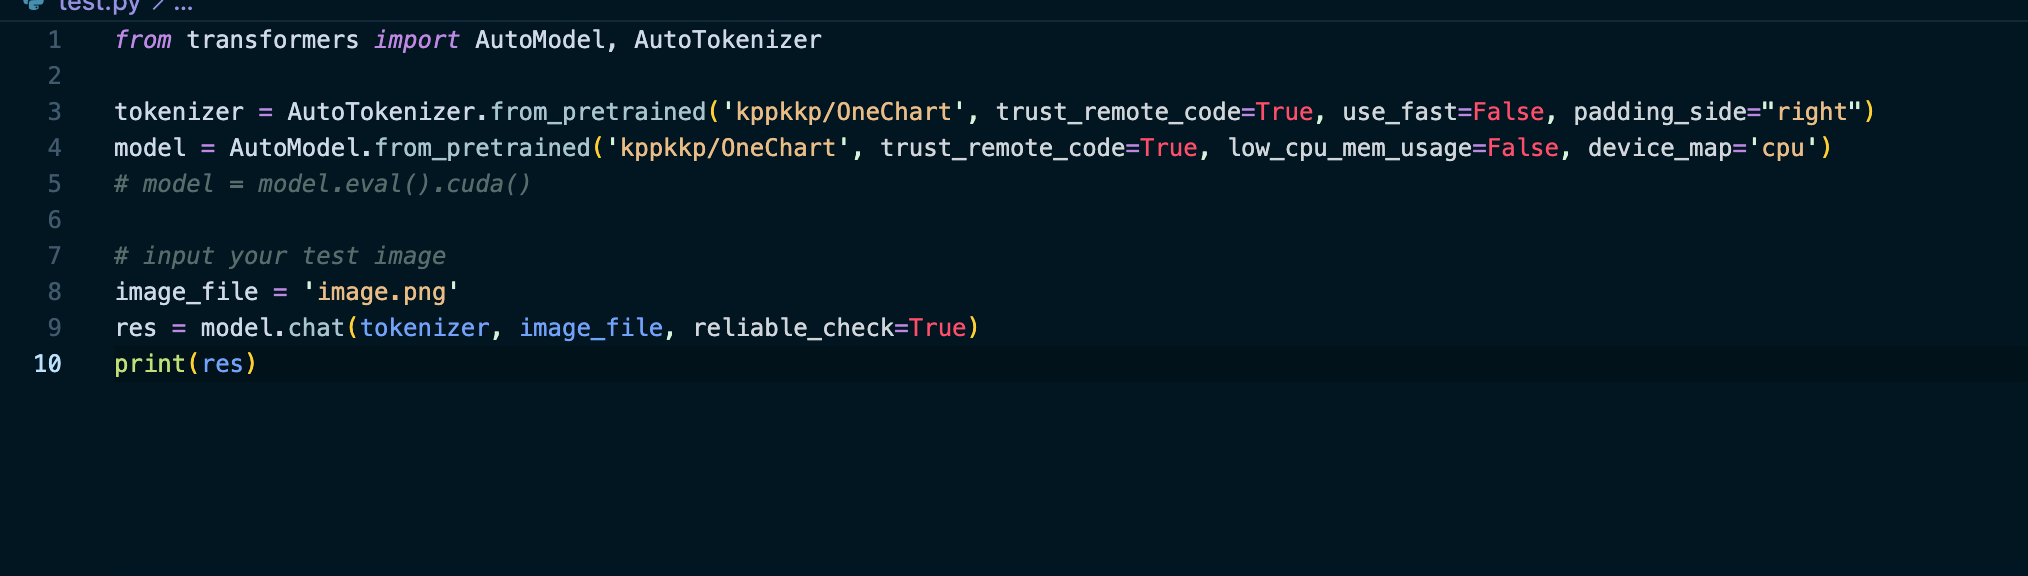 test.py > ...
1 from transformers import AutoModel, AutoTokenizer
2
3 tokenizer = AutoTokenizer.from_pretrained('kppkkp/OneChart', trust_remote_code=True, use_fast=False, padding_side="right")
4 model = AutoModel.from_pretrained('kppkkp/OneChart', trust_remote_code=True, low_cpu_mem_usage=False, device_map='cpu')
5 # model = model.eval().cuda()
6
7 # input your test image
8 image_file = 'image.png'
9 res = model.chat(tokenizer, image_file, reliable_check=True)
10 print(res)